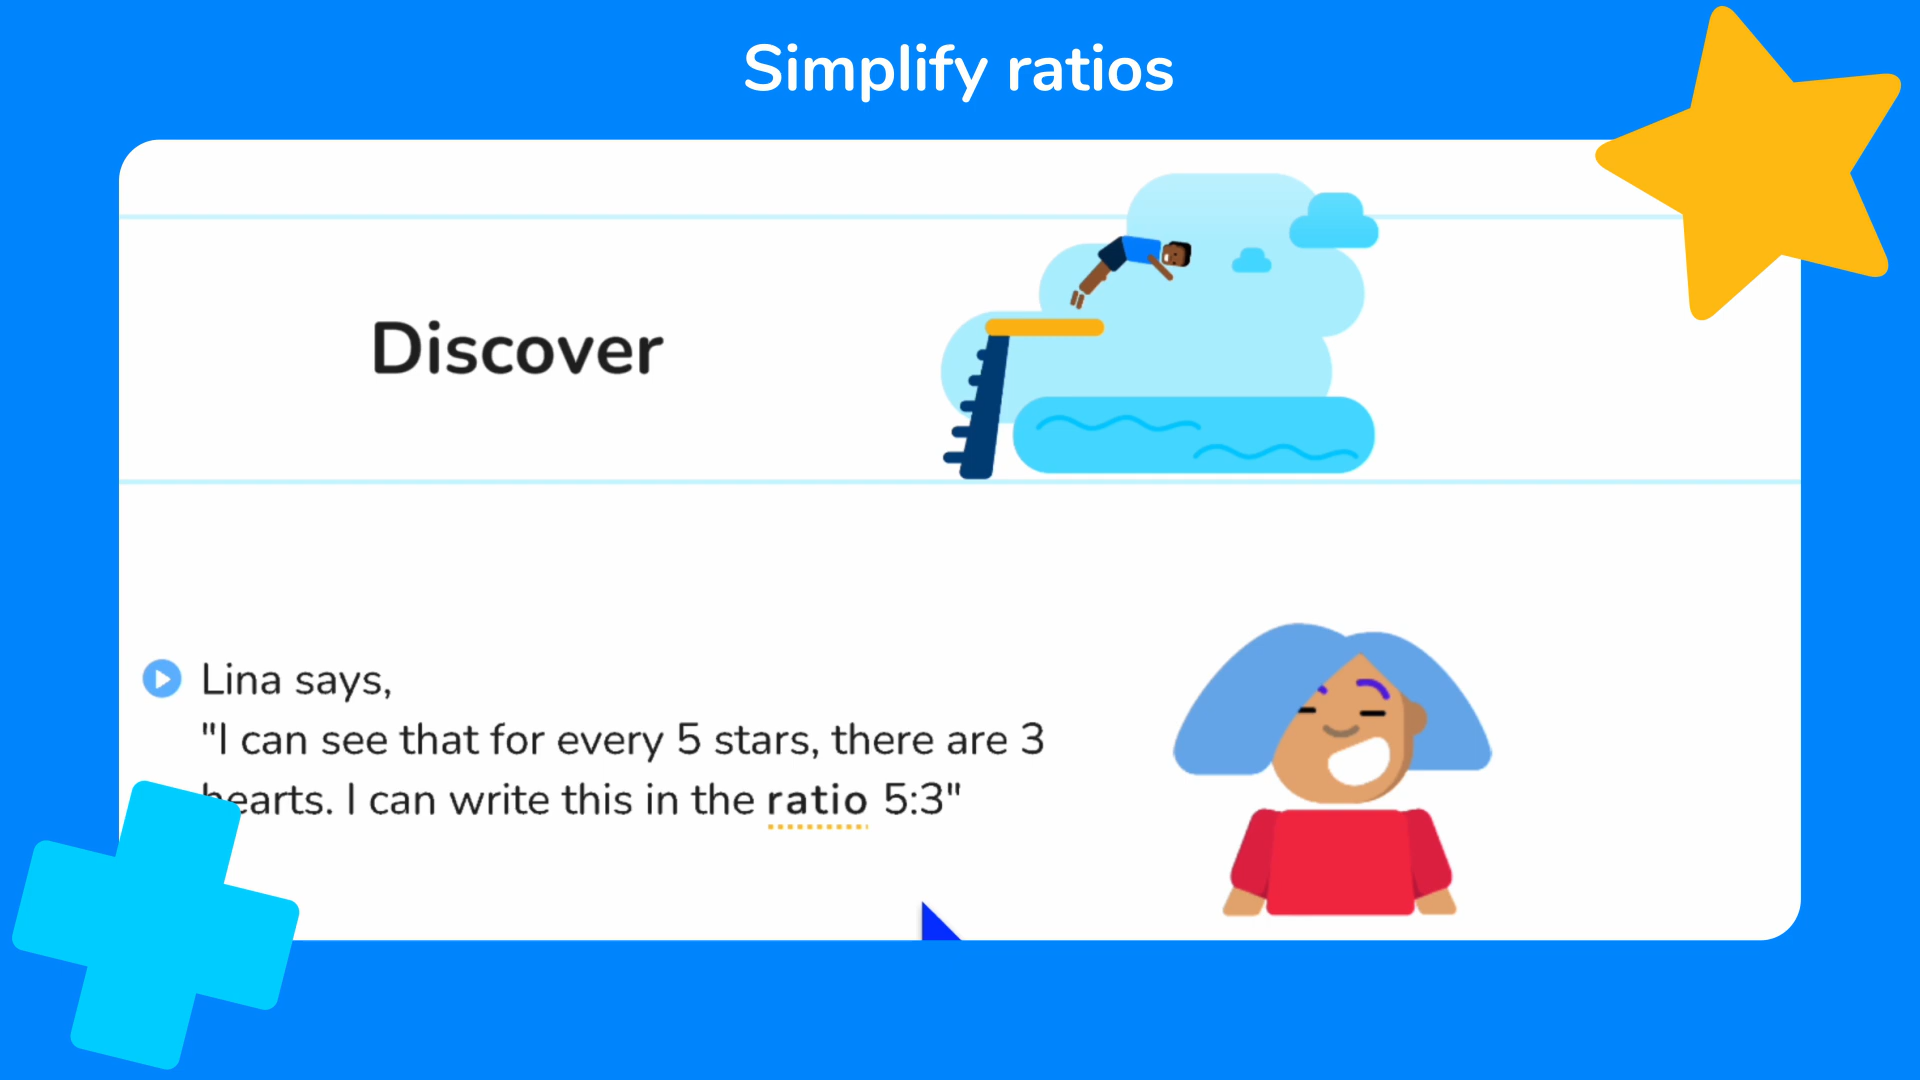 Simplify ratios
Discover
Lina says,
"I can see that for every 5 stars, there are 3
hearts. I can write this in the ratio 5:3"